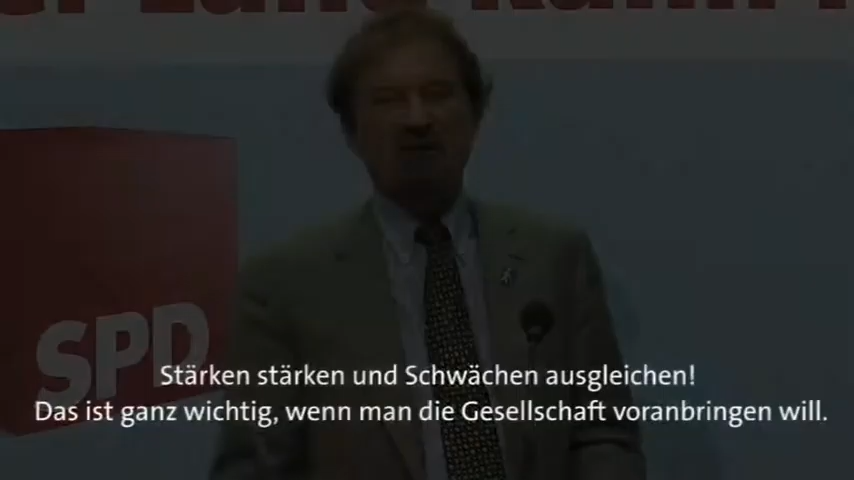 SPD
Stärken stärken und Schwächen ausgleichen!
Das ist ganz wichtig, wenn man die Gesellschaft voranbringen will.